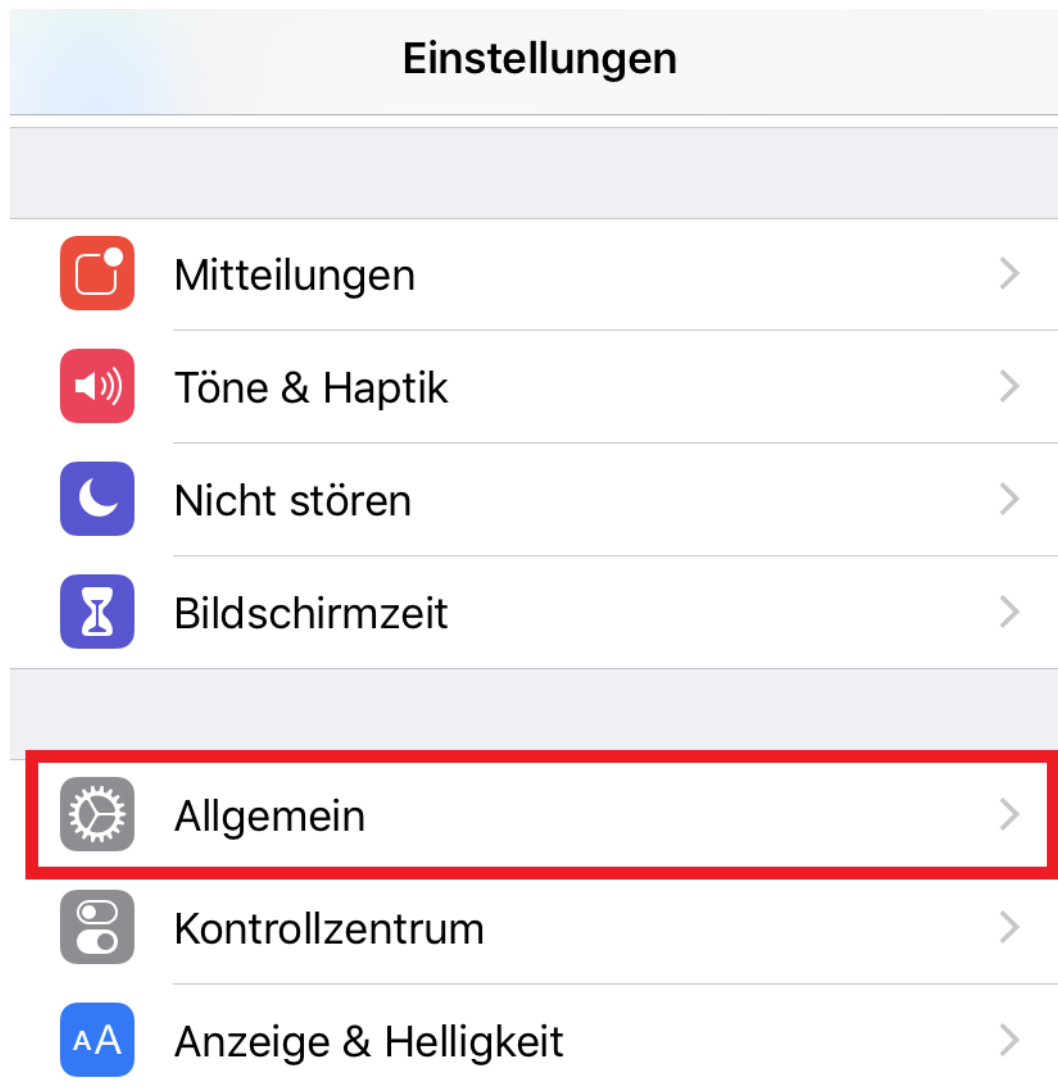 Einstellungen
Mitteilungen
Töne & Haptik
Nicht stören
Bildschirmzeit
Allgemein
Kontrollzentrum
AA
Anzeige & Helligkeit